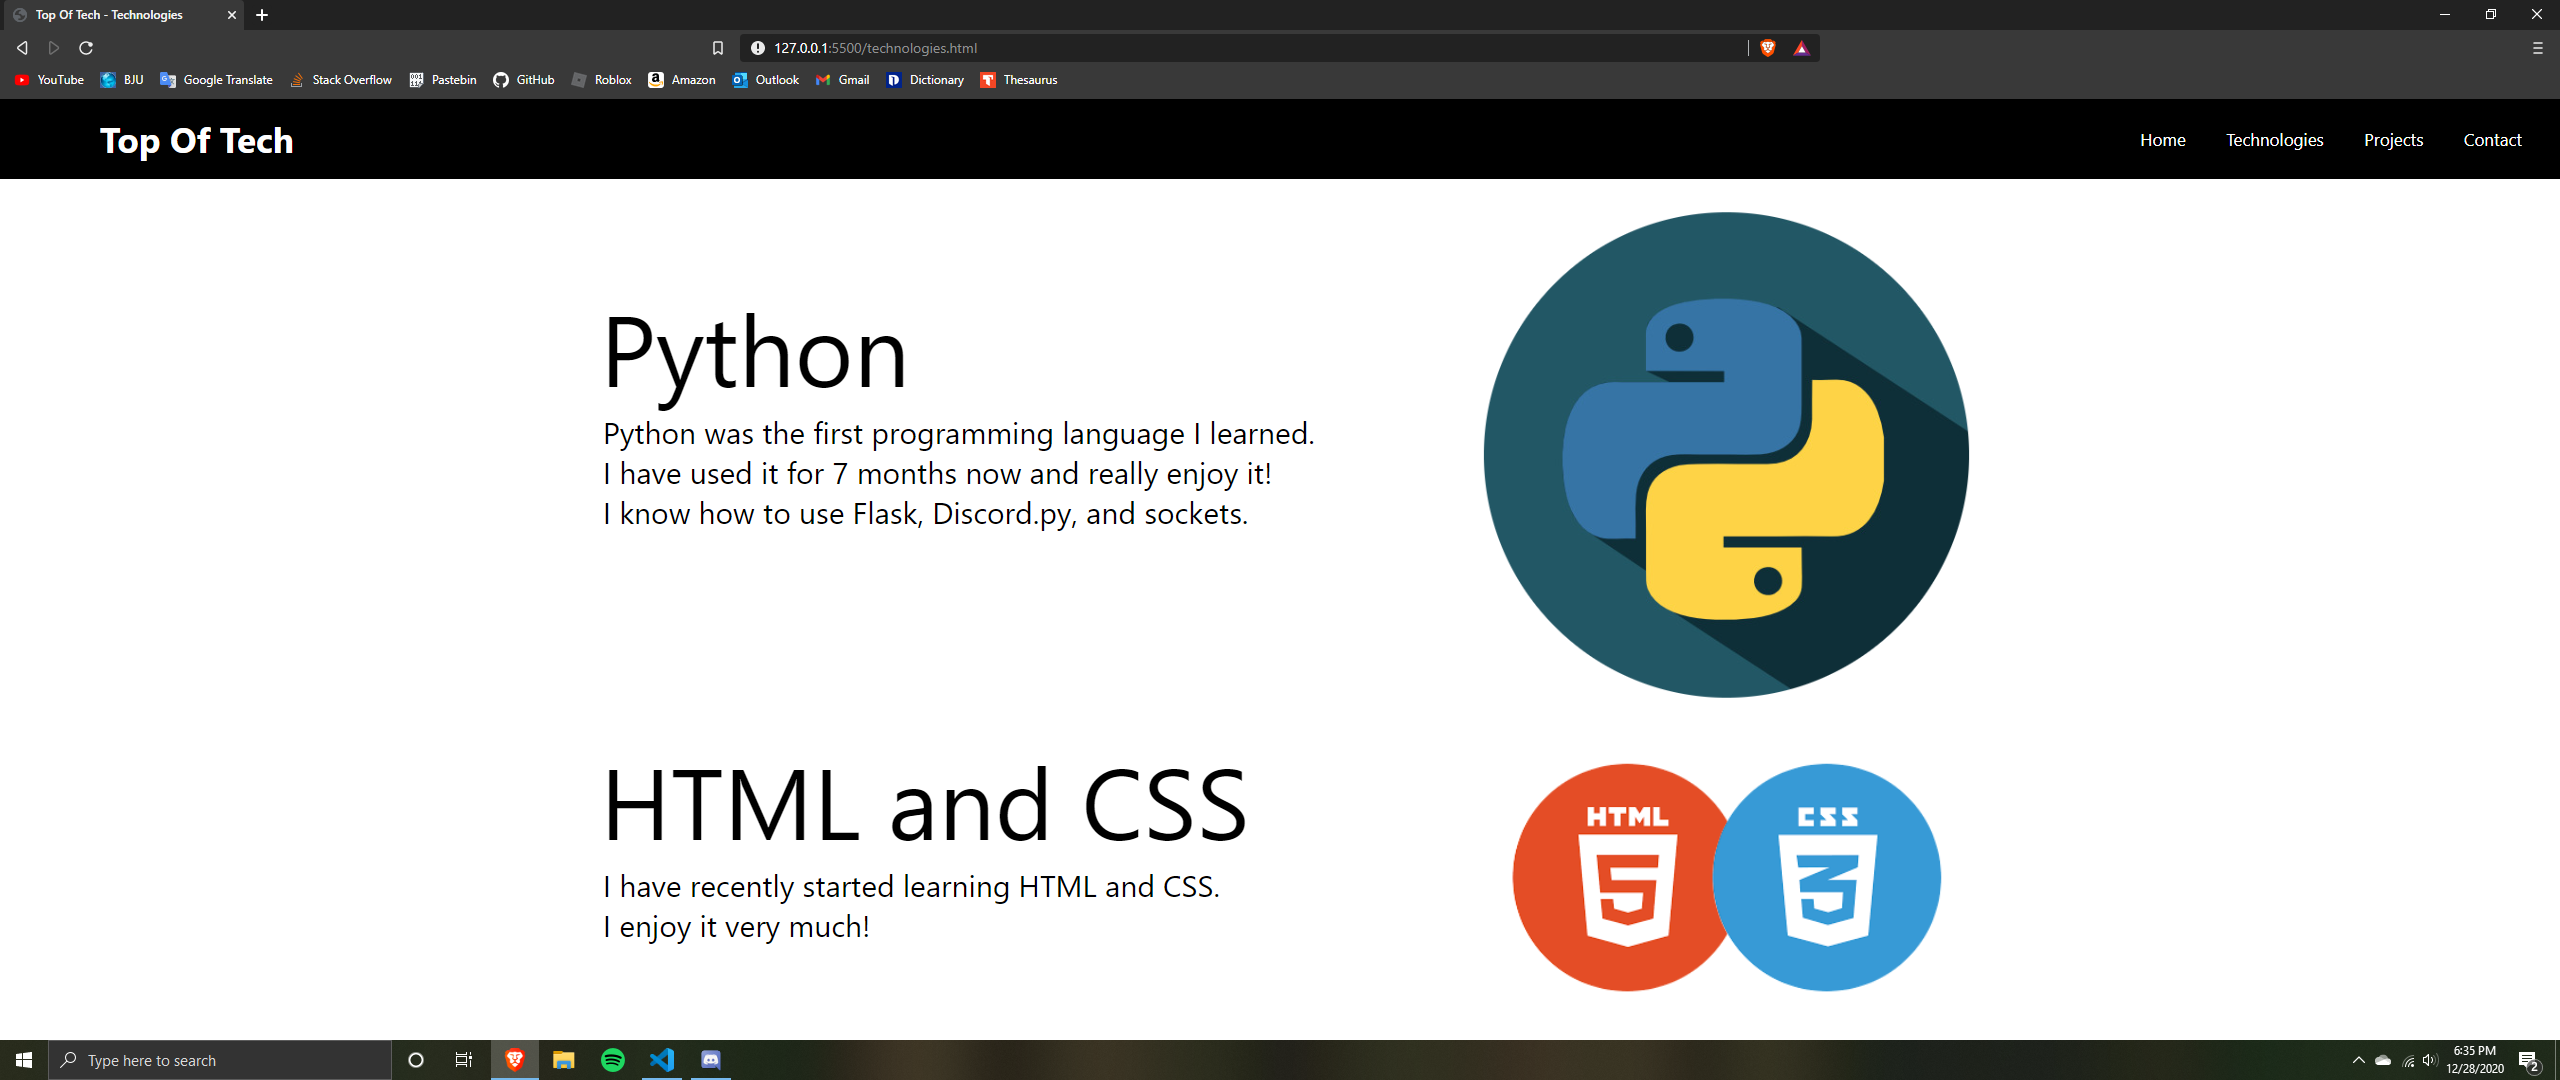 Top Of Tech - Technologies
127.0.0.1:5500/technologies.html
YouTube BJU Google Translate Stack Overflow Pastebin GitHub Roblox Amazon Outlook Gmail Dictionary Thesaurus
Top Of Tech Home Technologies Projects Contact
Python
Python was the first programming language I learned.
I have used it for 7 months now and really enjoy it!
I know how to use Flask, Discord.py, and sockets.
HTML and CSS
I have recently started learning HTML and CSS.
I enjoy it very much!
HTML CSS
5 3
Type here to search
6:35 PM
12/28/2020
2